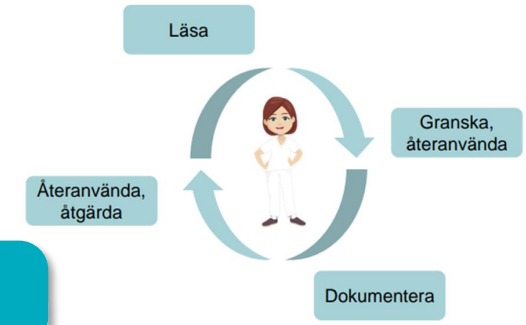 Läsa
Granska,
återanvända
Dokumentera
Återanvända,
åtgärda